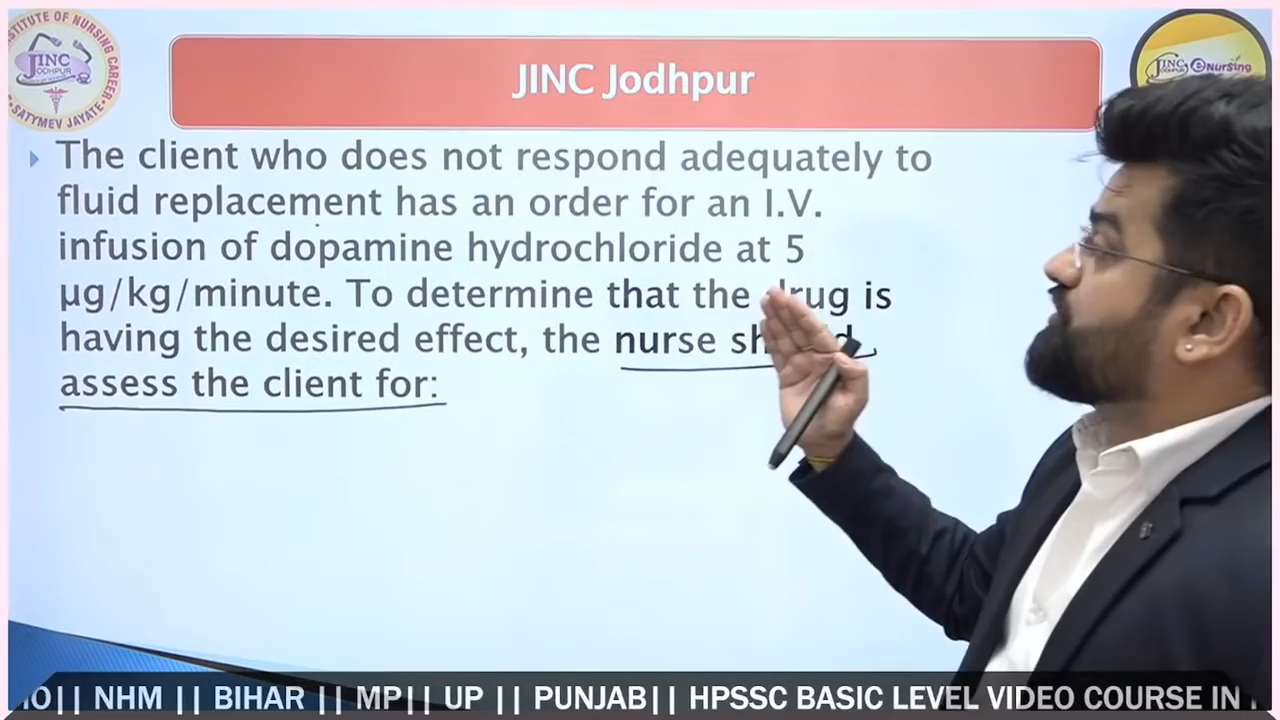 JINC Jodhpur
INSTITUTE OF NURSING CAREER
JINC
JODHPUR
SATYMEV JAYATE
JINC
JODHPUR
eNursing
The client who does not respond adequately to
fluid replacement has an order for an I.V.
infusion of dopamine hydrochloride at 5
µg/kg/minute. To determine that the drug is
having the desired effect, the nurse should
assess the client for:
|| NHM || BIHAR || MP|| UP || PUNJAB|| HPSSC BASIC LEVEL VIDEO COURSE IN